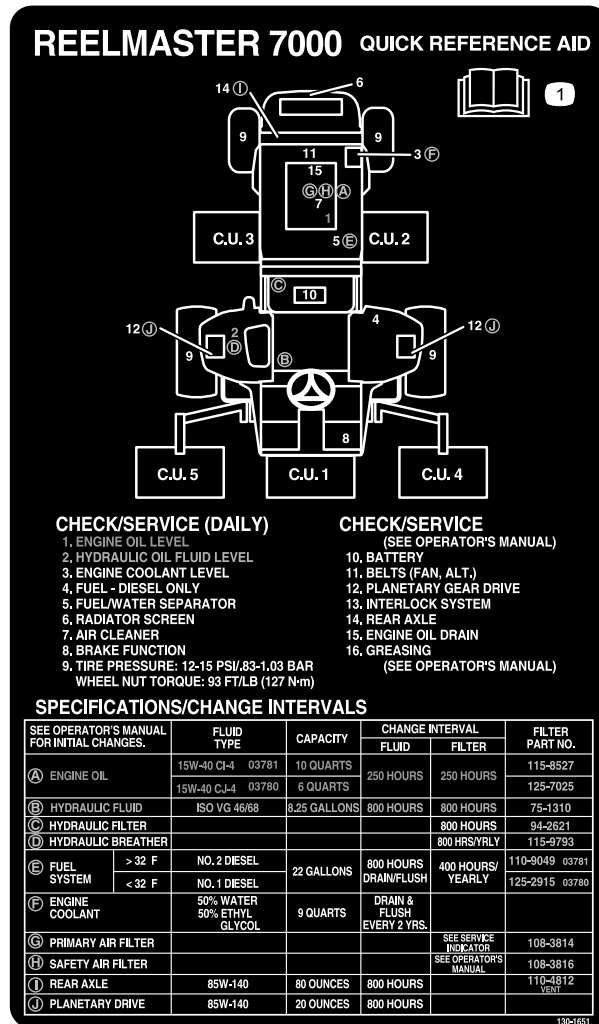 REELMASTER 7000 QUICK REFERENCE AID
1
6
14 Ⓘ
9
9
11
3 Ⓕ
15
Ⓖ Ⓗ Ⓐ
7
1
C.U. 3
5 Ⓔ
C.U. 2
Ⓒ
10
4
12 Ⓙ
2
12 Ⓙ
Ⓓ
9
Ⓑ
9
8
C.U. 5
C.U. 1
C.U. 4
CHECK/SERVICE (DAILY)
1. ENGINE OIL LEVEL
2. HYDRAULIC OIL FLUID LEVEL
3. ENGINE COOLANT LEVEL
4. FUEL - DIESEL ONLY
5. FUEL/WATER SEPARATOR
6. RADIATOR SCREEN
7. AIR CLEANER
8. BRAKE FUNCTION
9. TIRE PRESSURE: 12-15 PSI/.83-1.03 BAR
WHEEL NUT TORQUE: 93 FT/LB (127 N•m)
CHECK/SERVICE
(SEE OPERATOR'S MANUAL)
10. BATTERY
11. BELTS (FAN, ALT.)
12. PLANETARY GEAR DRIVE
13. INTERLOCK SYSTEM
14. REAR AXLE
15. ENGINE OIL DRAIN
16. GREASING
(SEE OPERATOR'S MANUAL)
SPECIFICATIONS/CHANGE INTERVALS
SEE OPERATOR'S MANUAL
FOR INITIAL CHANGES.
FLUID
TYPE
CAPACITY
CHANGE INTERVAL
FLUID
FILTER
FILTER
PART NO.
Ⓐ ENGINE OIL
15W-40 CI-4 03781
10 QUARTS
250 HOURS
250 HOURS
115-8527
15W-40 CJ-4 03780
6 QUARTS
125-7025
Ⓑ HYDRAULIC FLUID
ISO VG 46/68
8.25 GALLONS
800 HOURS
800 HOURS
75-1310
Ⓒ HYDRAULIC FILTER
800 HOURS
94-2621
Ⓓ HYDRAULIC BREATHER
800 HRS/YRLY
115-9793
Ⓔ FUEL
SYSTEM
> 32 F
NO. 2 DIESEL
22 GALLONS
800 HOURS
DRAIN/FLUSH
400 HOURS/
YEARLY
110-9049 03781
< 32 F
NO. 1 DIESEL
125-2915 03780
Ⓕ ENGINE
COOLANT
50% WATER
50% ETHYL
GLYCOL
9 QUARTS
DRAIN &
FLUSH
EVERY 2 YRS.
Ⓖ PRIMARY AIR FILTER
SEE SERVICE
INDICATOR
108-3814
Ⓗ SAFETY AIR FILTER
SEE OPERATOR'S
MANUAL
108-3816
Ⓘ REAR AXLE
85W-140
80 OUNCES
800 HOURS
110-4812
VENT
Ⓙ PLANETARY DRIVE
85W-140
20 OUNCES
800 HOURS
130-1651